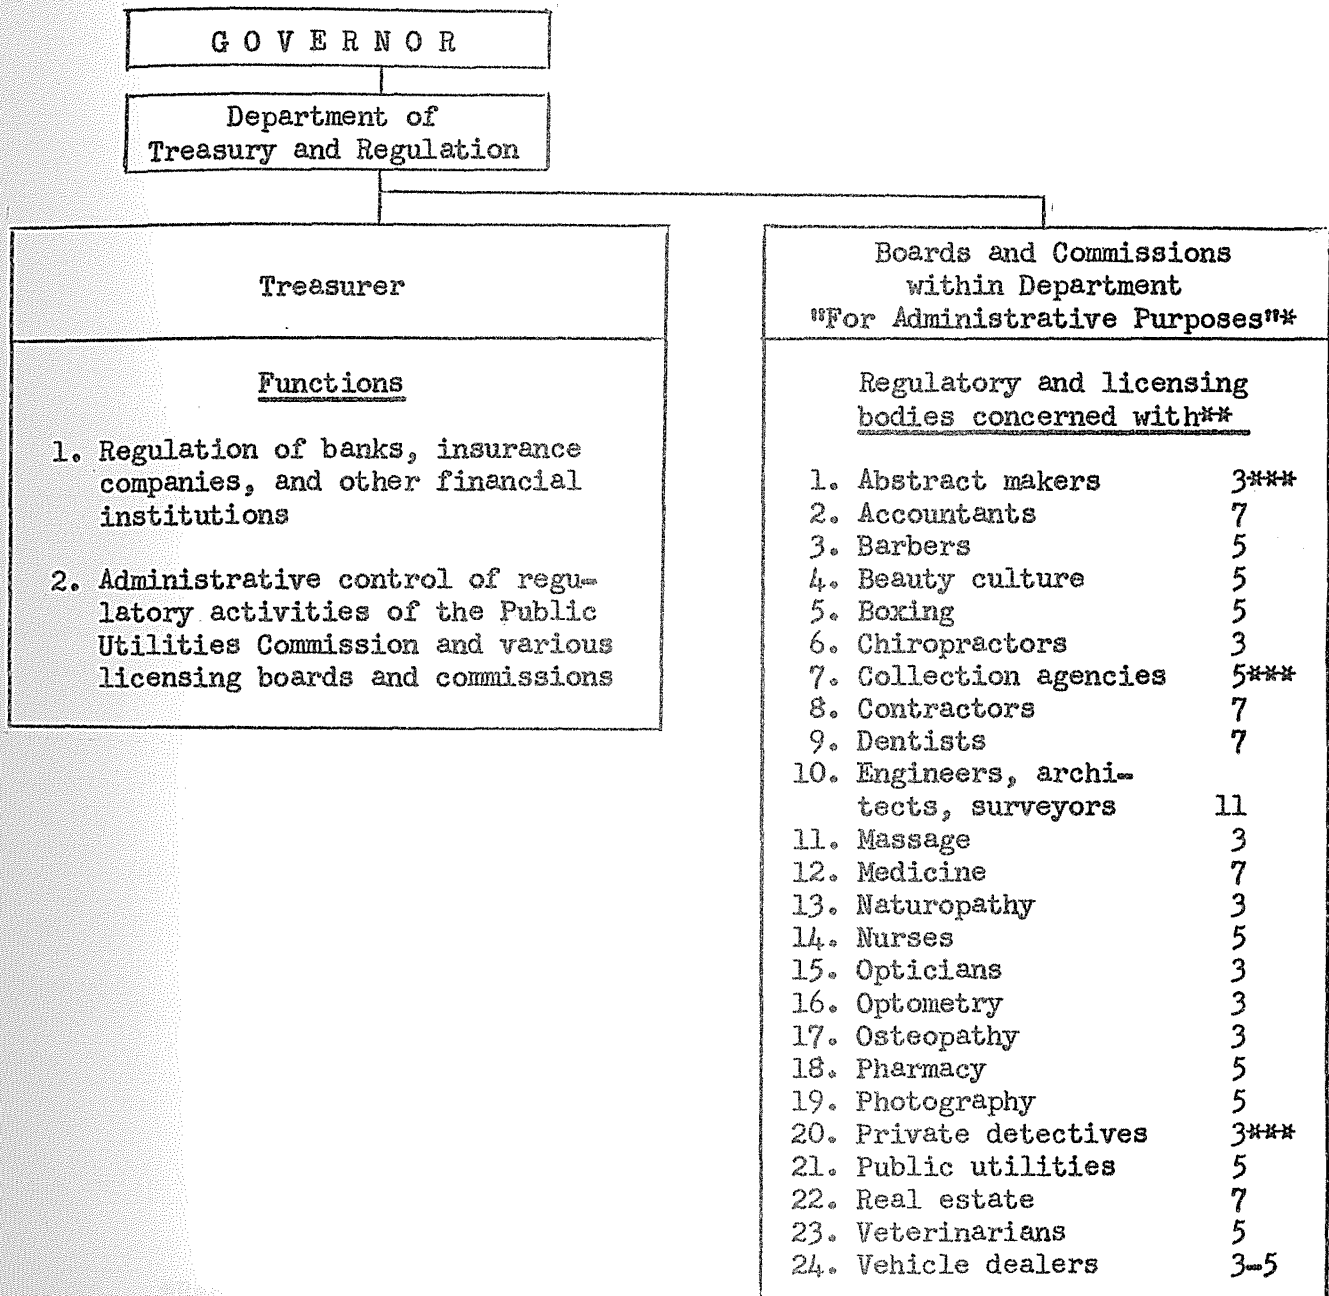 G O V E R N O R
Department of
Treasury and Regulation
Treasurer
Functions
1. Regulation of banks, insurance
companies, and other financial
institutions
2. Administrative control of regu-
latory activities of the Public
Utilities Commission and various
licensing boards and commissions
Boards and Commissions
within Department
"For Administrative Purposes"*
Regulatory and licensing
bodies concerned with**
1. Abstract makers 3***
2. Accountants 7
3. Barbers 5
4. Beauty culture 5
5. Boxing 5
6. Chiropractors 3
7. Collection agencies 5***
8. Contractors 7
9. Dentists 7
10. Engineers, archi-
tects, surveyors 11
11. Massage 3
12. Medicine 7
13. Naturopathy 3
14. Nurses 5
15. Opticians 3
16. Optometry 3
17. Osteopathy 3
18. Pharmacy 5
19. Photography 5
20. Private detectives 3***
21. Public utilities 5
22. Real estate 7
23. Veterinarians 5
24. Vehicle dealers 3-5